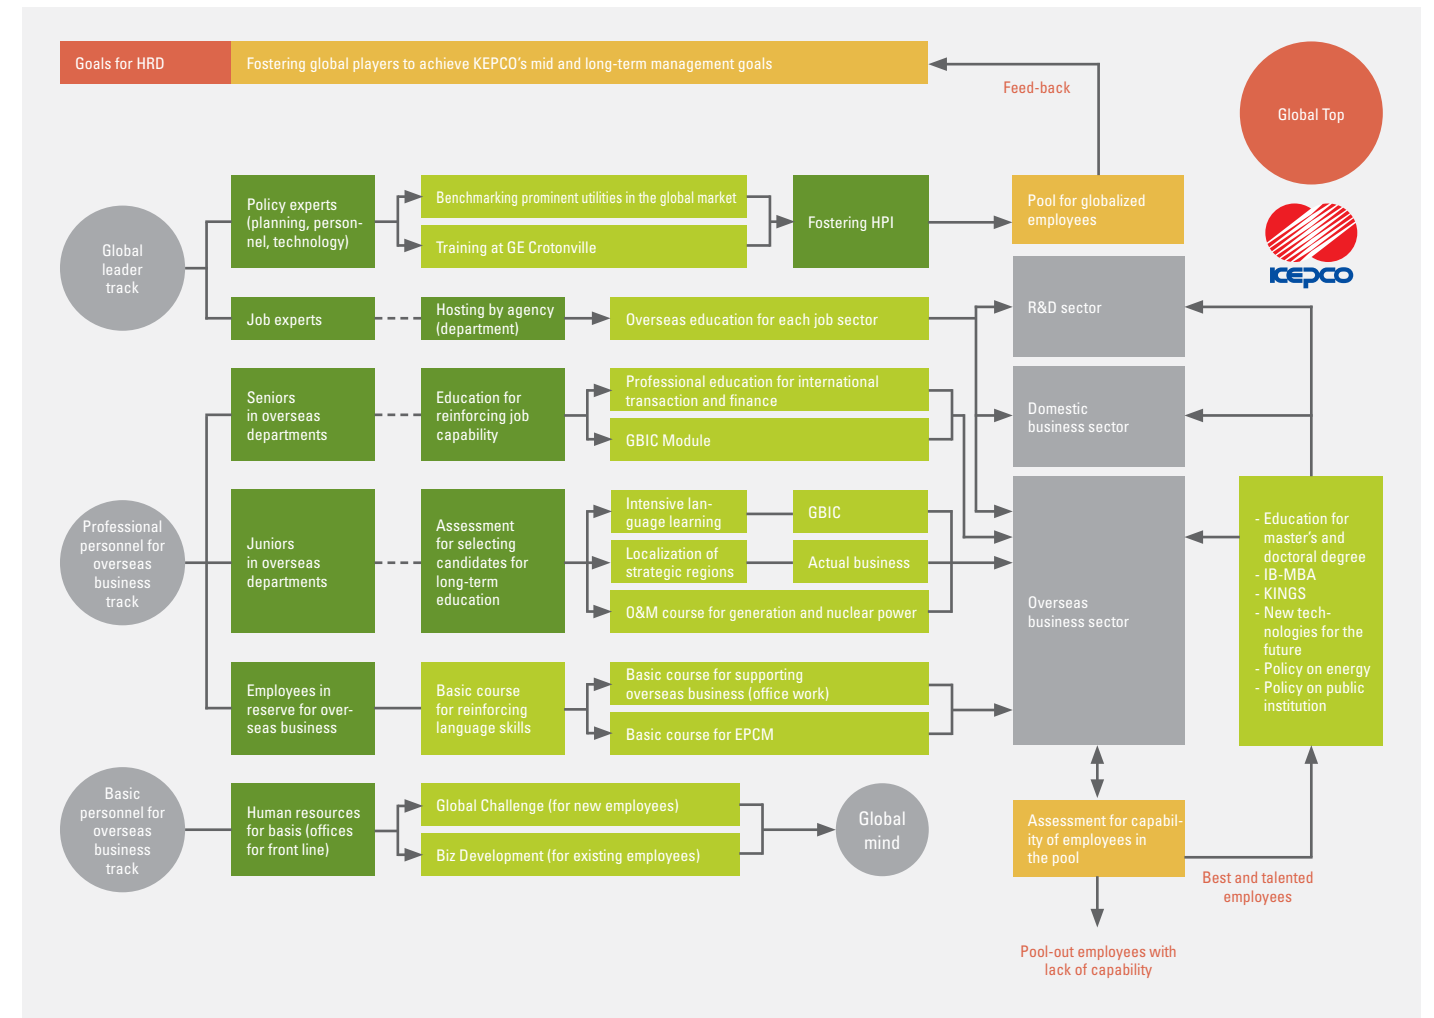 Goals for HRD
Fostering global players to achieve KEPCO's mid and long-term management goals
Feed-back
Global Top
KEPCO
Global
leader
track
Policy experts
(planning, person-
nel, technology)
Benchmarking prominent utilities in the global market
Training at GE Crotonville
Fostering HPI
Pool for globalized
employees
Job experts
Hosting by agency
(department)
Overseas education for each job sector
R&D sector
Professional
personnel for
overseas
business
track
Seniors
in overseas
departments
Education for
reinforcing job
capability
Professional education for international
transaction and finance
GBIC Module
Domestic
business sector
Juniors
in overseas
departments
Assessment
for selecting
candidates for
long-term
education
Intensive lan-
guage learning
GBIC
Localization of
strategic regions
Actual business
O&M course for generation and nuclear power
Overseas
business sector
- Education for
master's and
doctoral degree
- IB-MBA
- KINGS
- New tech-
nologies for the
future
- Policy on energy
- Policy on public
institution
Employees in
reserve for over-
seas business
Basic course
for reinforcing
language skills
Basic course for supporting
overseas business (office work)
Basic course for EPCM
Basic
personnel for
overseas
business
track
Human resources
for basis (offices
for front line)
Global Challenge (for new employees)
Biz Development (for existing employees)
Global
mind
Assessment for capabil-
ity of employees in
the pool
Best and talented
employees
Pool-out employees with
lack of capability